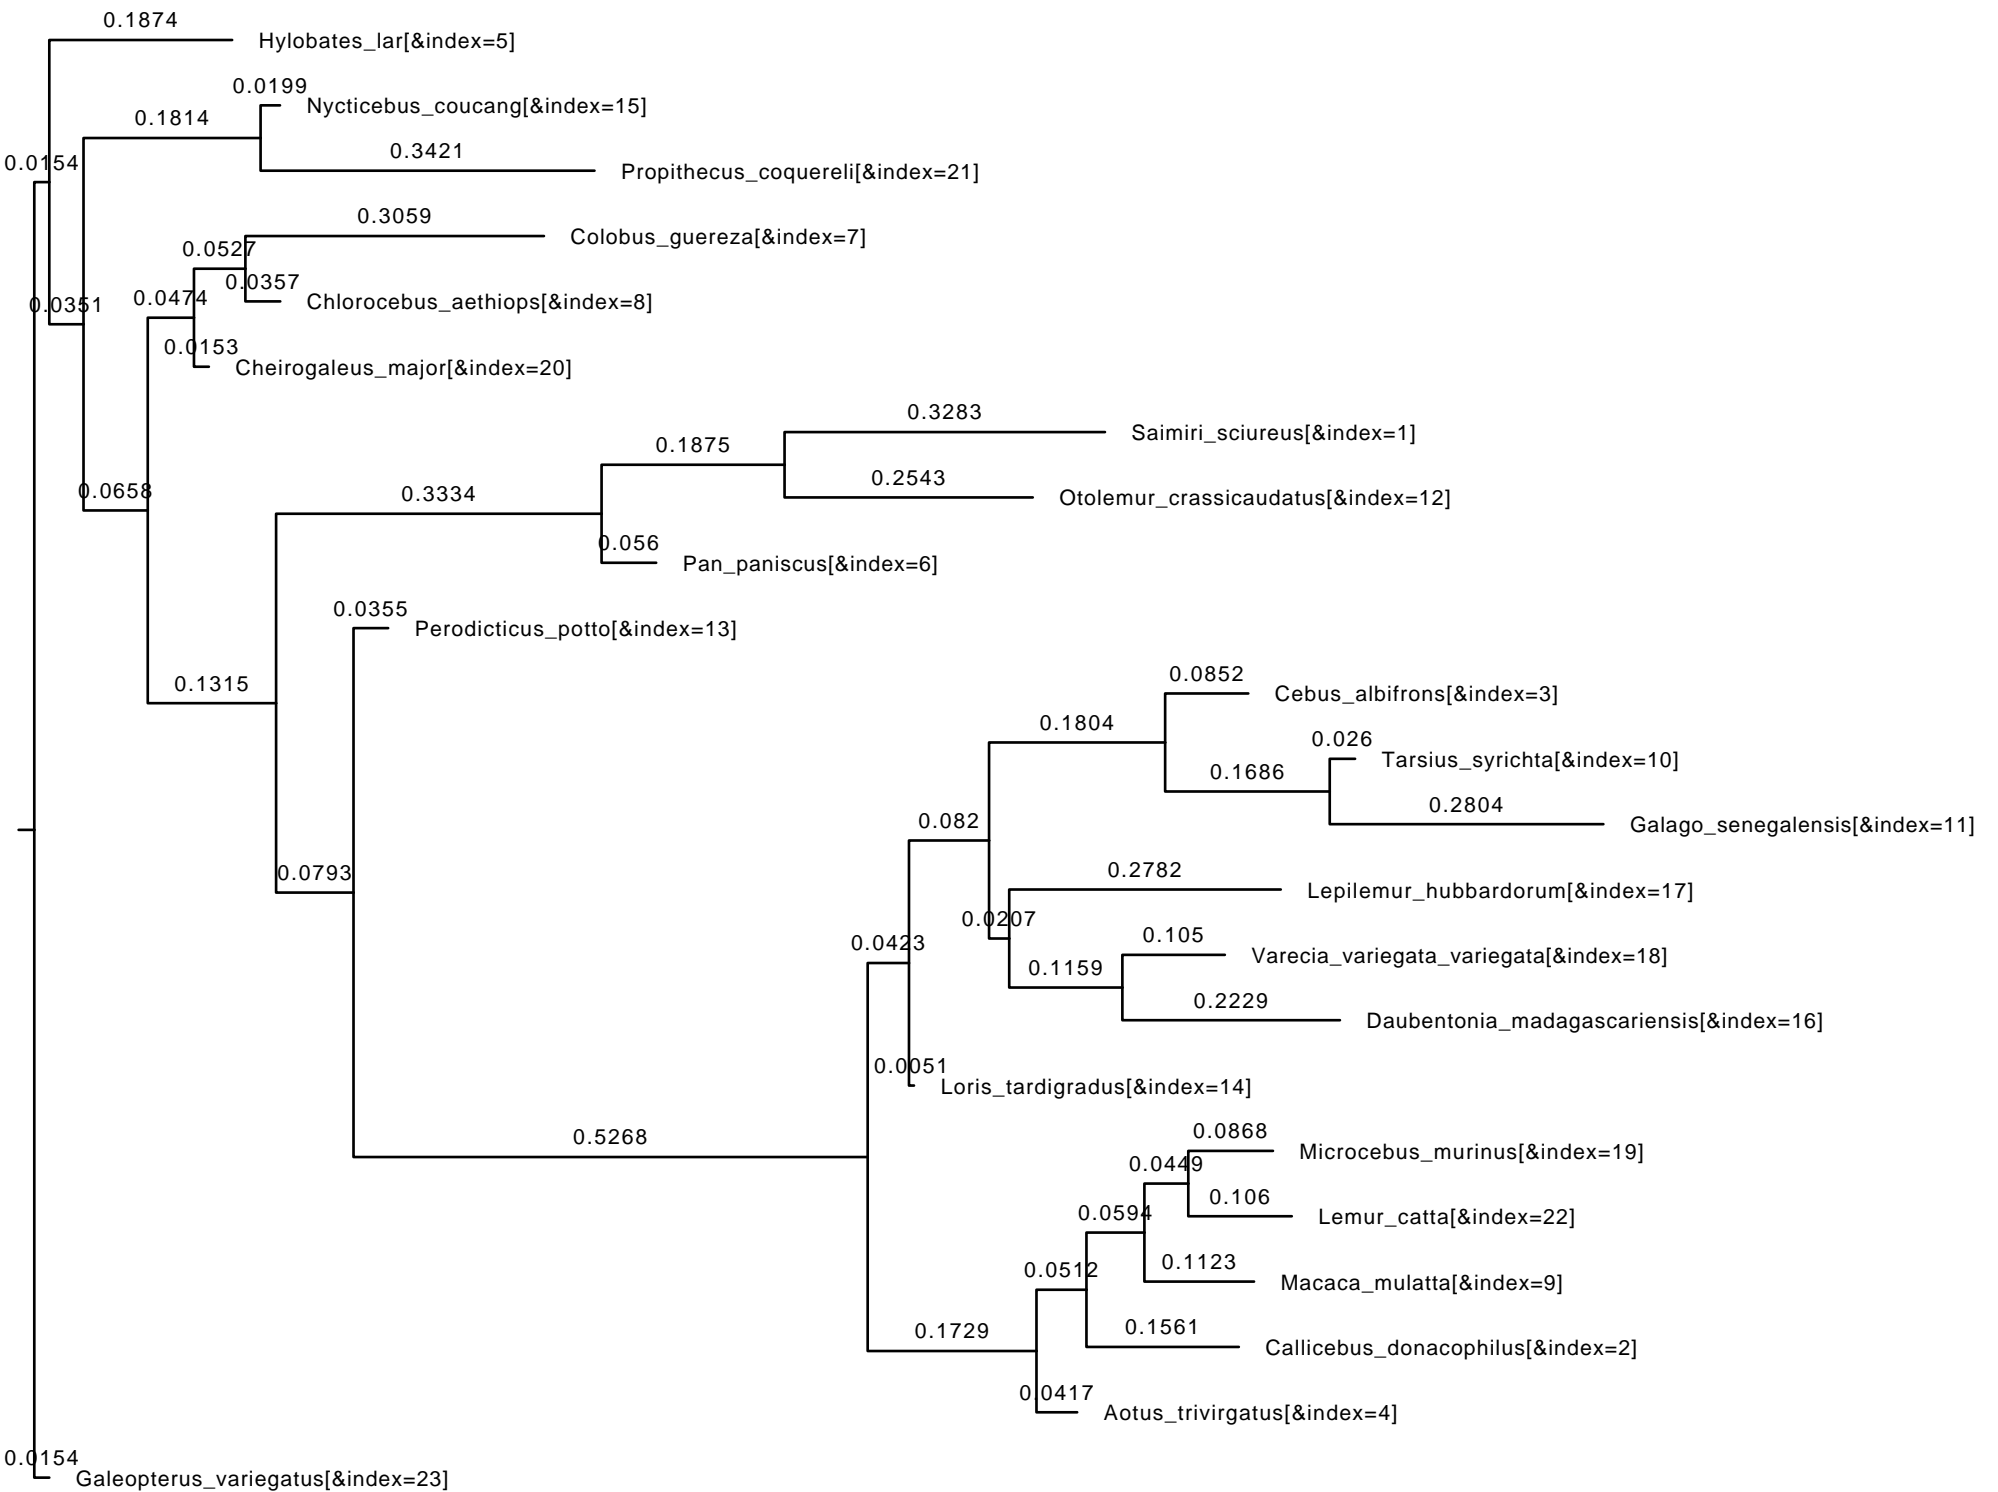 0.1874
Hylobates_lar[&index=5]
0.0199
Nycticebus_coucang[&index=15]
0.1814
0.3421
0.0154
Propithecus_coquereli[&index=21]
0.3059
Colobus_guereza[&index=7]
0.0527
0.0357
0.0351
0.0474
Chlorocebus_aethiops[&index=8]
0.0153
Cheirogaleus_major[&index=20]
0.3283
Saimiri_sciureus[&index=1]
0.1875
0.2543
0.0658
0.3334
Otolemur_crassicaudatus[&index=12]
0.056
Pan_paniscus[&index=6]
0.0355
Perodicticus_potto[&index=13]
0.1315
0.0852
Cebus_albifrons[&index=3]
0.1804
0.026
Tarsius_syrichta[&index=10]
0.1686
0.2804
0.082
Galago_senegalensis[&index=11]
0.0793
0.2782
Lepilemur_hubbardorum[&index=17]
0.0207
0.0423
0.105
Varecia_variegata_variegata[&index=18]
0.1159
0.2229
Daubentonia_madagascariensis[&index=16]
0.0051
Loris_tardigradus[&index=14]
0.5268
0.0868
Microcebus_murinus[&index=19]
0.0449
0.106
0.0594
Lemur_catta[&index=22]
0.1123
0.0512
Macaca_mulatta[&index=9]
0.1729
0.1561
Callicebus_donacophilus[&index=2]
0.0417
Aotus_trivirgatus[&index=4]
0.0154
Galeopterus_variegatus[&index=23]